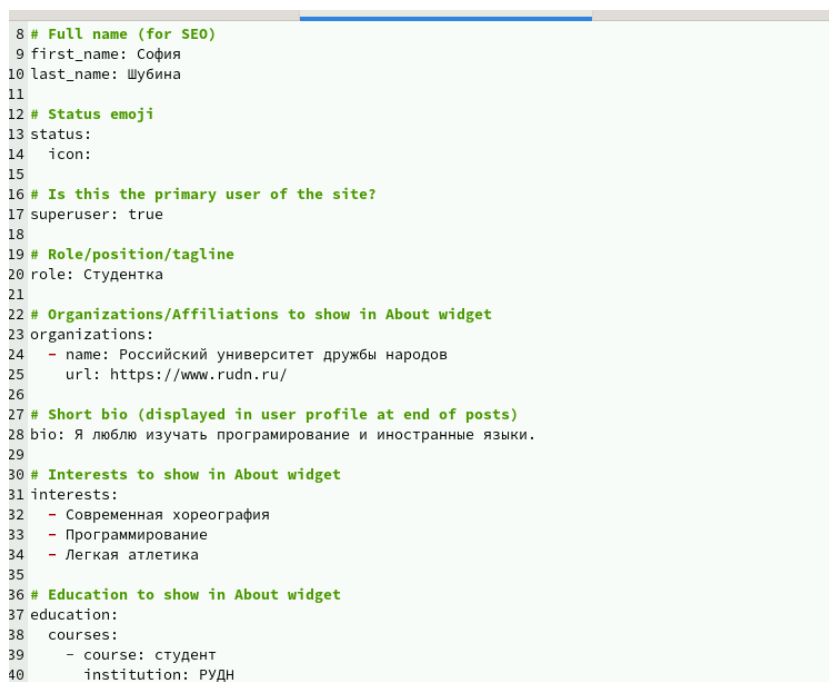 8 # Full name (for SEO)
9 first_name: София
10 last_name: Шубина
11
12 # Status emoji
13 status:
14   icon:
15
16 # Is this the primary user of the site?
17 superuser: true
18
19 # Role/position/tagline
20 role: Студентка
21
22 # Organizations/Affiliations to show in About widget
23 organizations:
24   - name: Российский университет дружбы народов
25     url: https://www.rudn.ru/
26
27 # Short bio (displayed in user profile at end of posts)
28 bio: Я люблю изучать програмирование и иностранные языки.
29
30 # Interests to show in About widget
31 interests:
32   - Современная хореография
33   - Программирование
34   - Легкая атлетика
35
36 # Education to show in About widget
37 education:
38   courses:
39     - course: студент
40       institution: РУДН